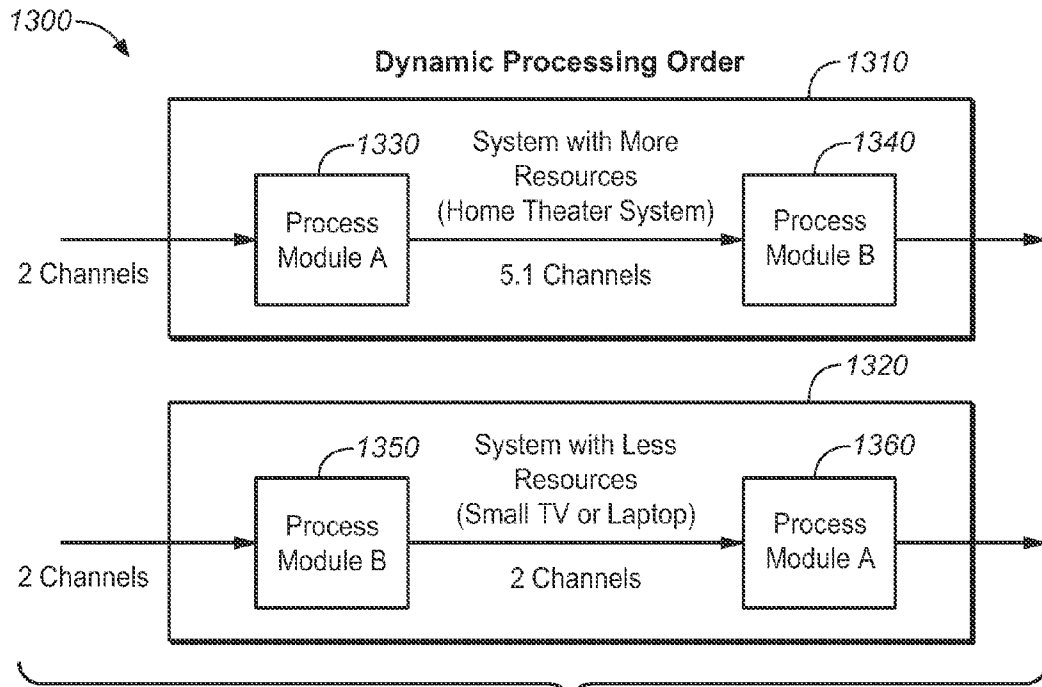 1300
Dynamic Processing Order
1310
1330
System with More
Resources
(Home Theater System)
1340
Process
Module A
Process
Module B
2 Channels
5.1 Channels
1320
1350
System with Less
Resources
(Small TV or Laptop)
1360
Process
Module B
Process
Module A
2 Channels
2 Channels